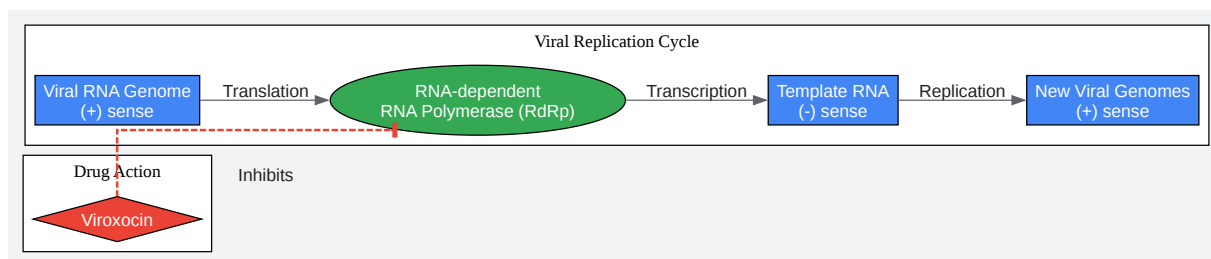 Viral Replication Cycle
Viral RNA Genome
(+) sense
Translation
RNA-dependent
RNA Polymerase (RdRp)
Transcription
Template RNA
(-) sense
Replication
New Viral Genomes
(+) sense
Drug Action
Inhibits
Viroxocin